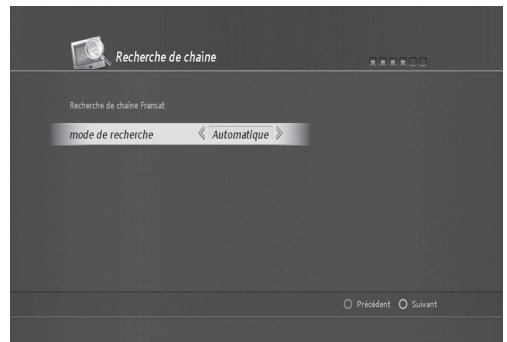 Recherche de chaîne
Recherche de chaîne Fransat
mode de recherche Automatique
Précédent Suivant